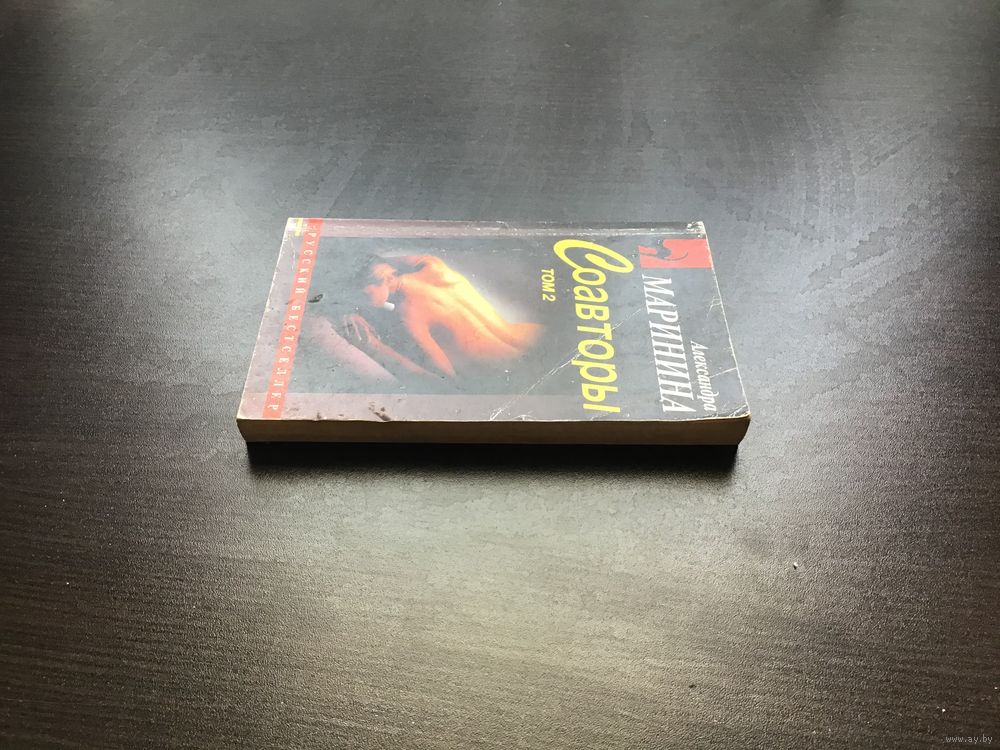 Александра
МАРИНИНА
Соавторы
ТОМ 2
РУССКИЙ БЕСТСЕЛЛЕР
www.ay.by